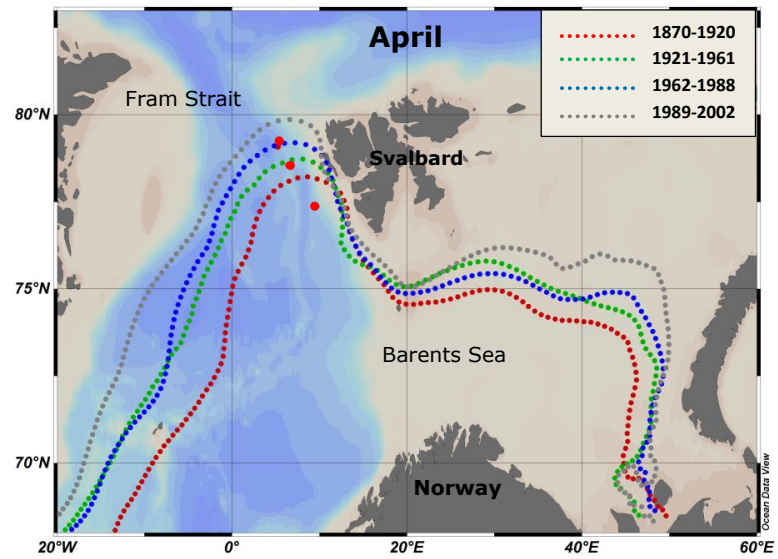 April
1870-1920
1921-1961
1962-1988
1989-2002
Fram Strait
80°N
Svalbard
75°N
Barents Sea
70°N
Norway
Ocean Data View
20°W
0°
20°E
40°E
60°E